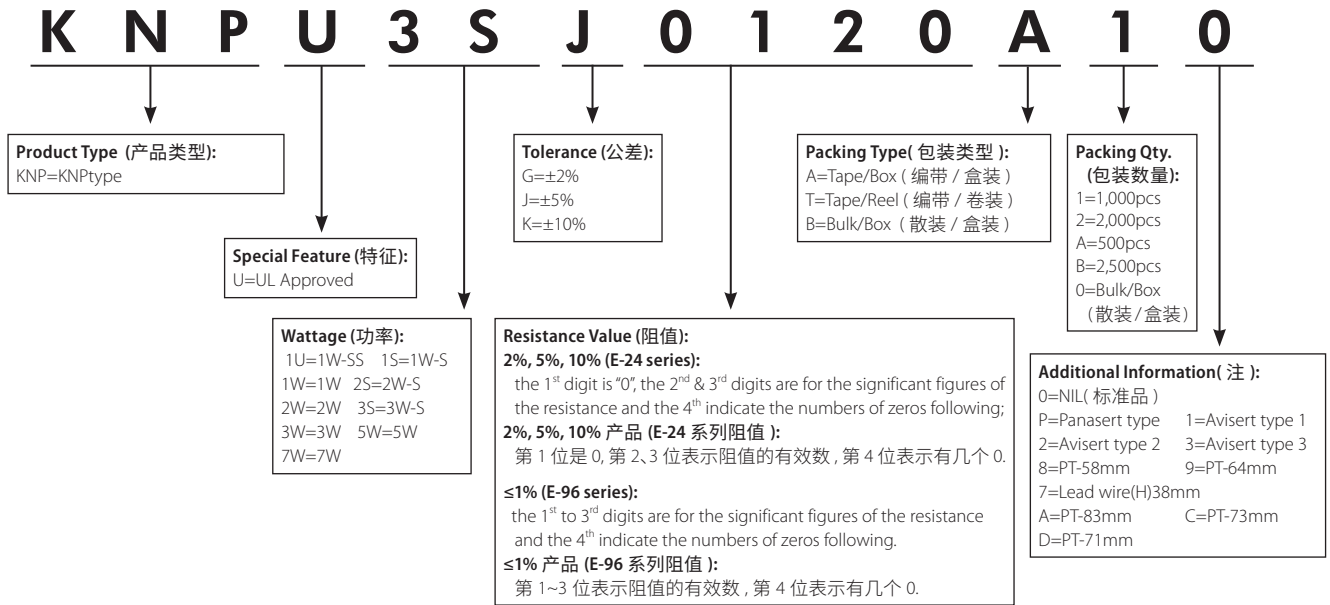 K N P U 3 S J 0 1 2 0 A 1 0
Product Type (产品类型):
KNP=KNPtype
Special Feature (特征):
U=UL Approved
Wattage (功率):
1U=1W-SS 1S=1W-S
1W=1W 2S=2W-S
2W=2W 3S=3W-S
3W=3W 5W=5W
7W=7W
Tolerance (公差):
G=±2%
J=±5%
K=±10%
Resistance Value (阻值):
2%, 5%, 10% (E-24 series):
the 1st digit is “0”, the 2nd & 3rd digits are for the significant figures of
the resistance and the 4th indicate the numbers of zeros following;
2%, 5%, 10% 产品 (E-24 系列阻值 ):
第 1 位是 0, 第 2、3 位表示阻值的有效数 , 第 4 位表示有几个 0.
≤1% (E-96 series):
the 1st to 3rd digits are for the significant figures of the resistance
and the 4th indicate the numbers of zeros following.
≤1% 产品 (E-96 系列阻值 ):
第 1~3 位表示阻值的有效数 , 第 4 位表示有几个 0.
Packing Type( 包装类型 ):
A=Tape/Box ( 编带 / 盒装 )
T=Tape/Reel ( 编带 / 卷装 )
B=Bulk/Box ( 散装 / 盒装 )
Packing Qty.
(包装数量):
1=1,000pcs
2=2,000pcs
A=500pcs
B=2,500pcs
0=Bulk/Box
(散装/盒装)
Additional Information( 注 ):
0=NIL( 标准品 )
P=Panasert type 1=Avisert type 1
2=Avisert type 2 3=Avisert type 3
8=PT-58mm 9=PT-64mm
7=Lead wire(H)38mm
A=PT-83mm C=PT-73mm
D=PT-71mm